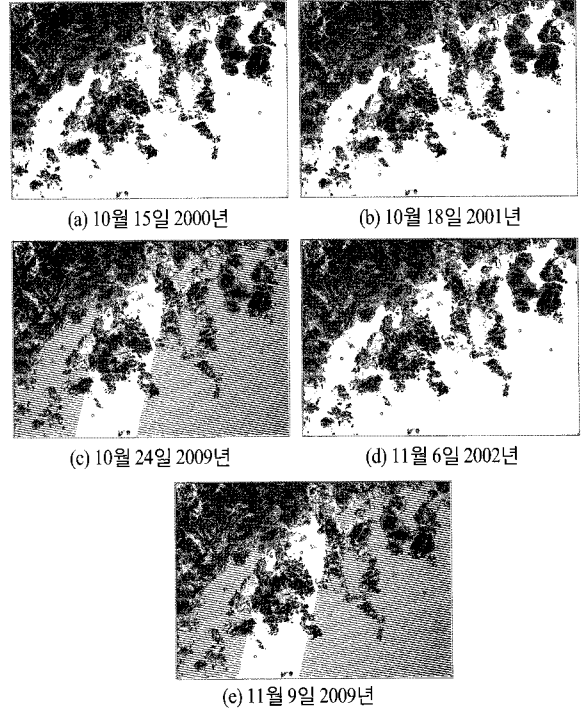 (a) 10월 15일 2000년
(b) 10월 18일 2001년
(c) 10월 24일 2009년
(d) 11월 6일 2002년
(e) 11월 9일 2009년